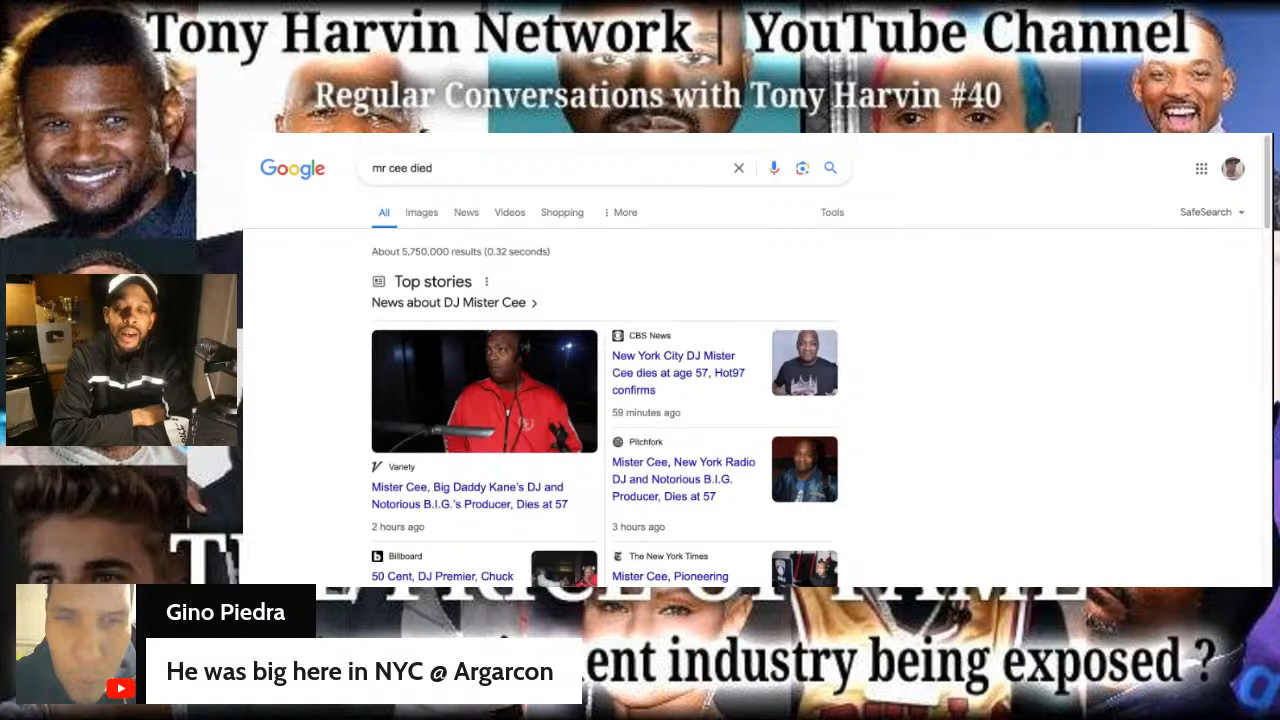 Tony Harvin Network | YouTube Channel
Regular Conversations with Tony Harvin #40
Google
mr cee died
All Images News Videos Shopping More Tools SafeSearch
About 5,750,000 results (0.32 seconds)
Top stories
News about DJ Mister Cee >
CBS News
New York City DJ Mister
Cee dies at age 57, Hot97
confirms
59 minutes ago
Pitchfork
Mister Cee, New York Radio
DJ and Notorious B.I.G.
Producer, Dies at 57
3 hours ago
Variety
Mister Cee, Big Daddy Kane's DJ and
Notorious B.I.G.'s Producer, Dies at 57
2 hours ago
Billboard
50 Cent, DJ Premier, Chuck
The New York Times
Mister Cee, Pioneering
Gino Piedra
He was big here in NYC @ Argarcon
ent industry being exposed ?